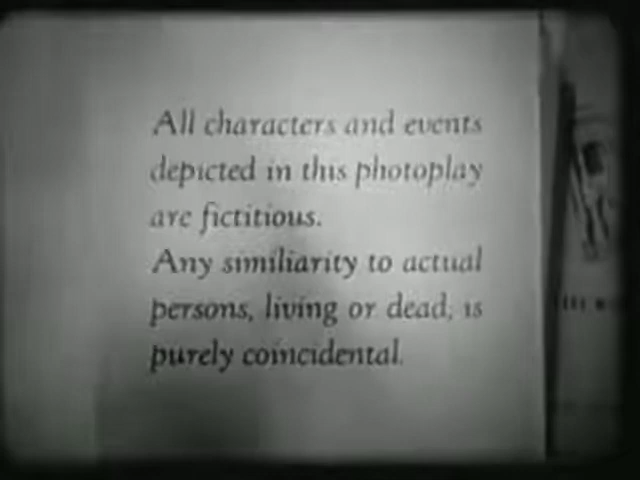 All characters and events
depicted in this photoplay
are fictitious.
Any similiarity to actual
persons, living or dead, is
purely coincidental.